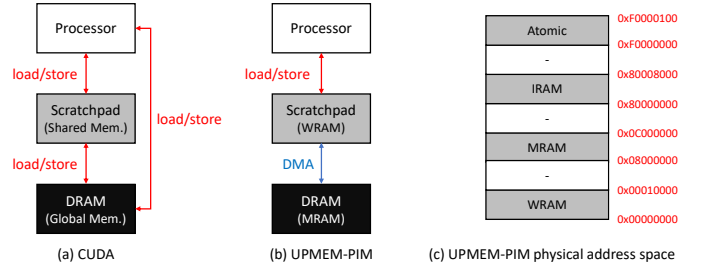 Processor
load/store
Scratchpad
(Shared Mem.)
load/store
load/store
DRAM
(Global Mem.)
(a) CUDA
Processor
load/store
Scratchpad
(WRAM)
DMA
DRAM
(MRAM)
(b) UPMEM-PIM
0xF0000100
Atomic
0xF0000000
-
0x80008000
IRAM
0x80000000
-
0x0C000000
MRAM
0x08000000
-
0x00010000
WRAM
0x00000000
(c) UPMEM-PIM physical address space